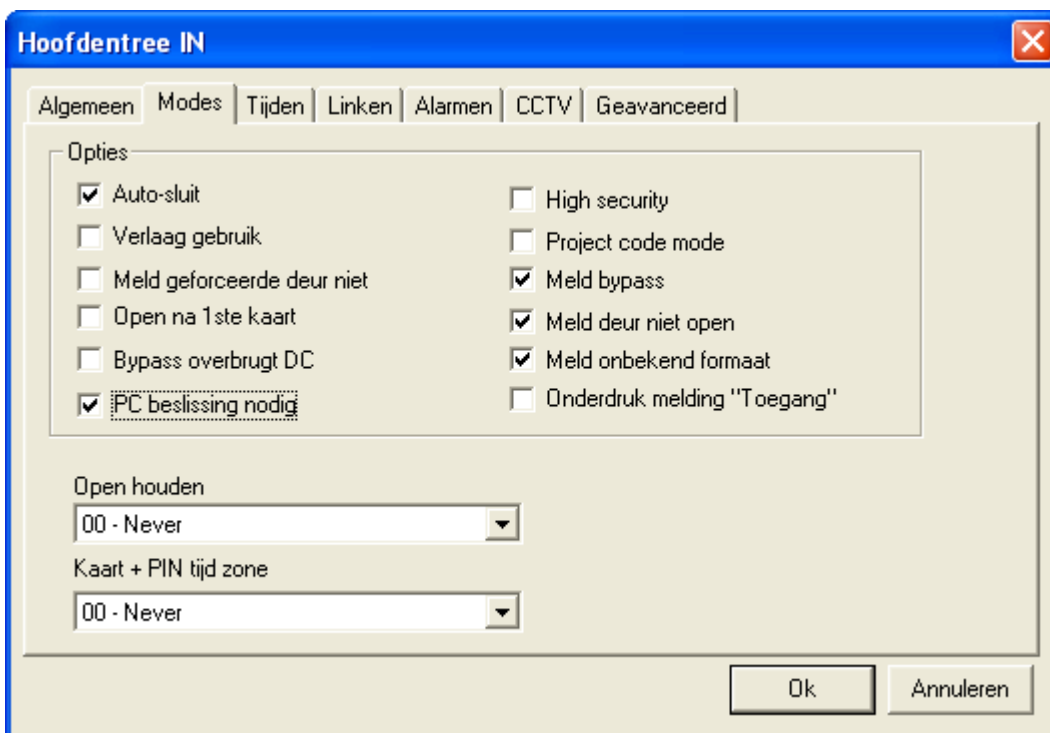 Hoofdentree IN
Algemeen Modes Tijden Linken Alarmen CCTV Geavanceerd
Opties
Auto-sluit
Verlaag gebruik
Meld geforceerde deur niet
Open na 1ste kaart
Bypass overbrugt DC
PC beslissing nodig
High security
Project code mode
Meld bypass
Meld deur niet open
Meld onbekend formaat
Onderdruk melding "Toegang"
Open houden
00 - Never
Kaart + PIN tijd zone
00 - Never
Ok Annuleren